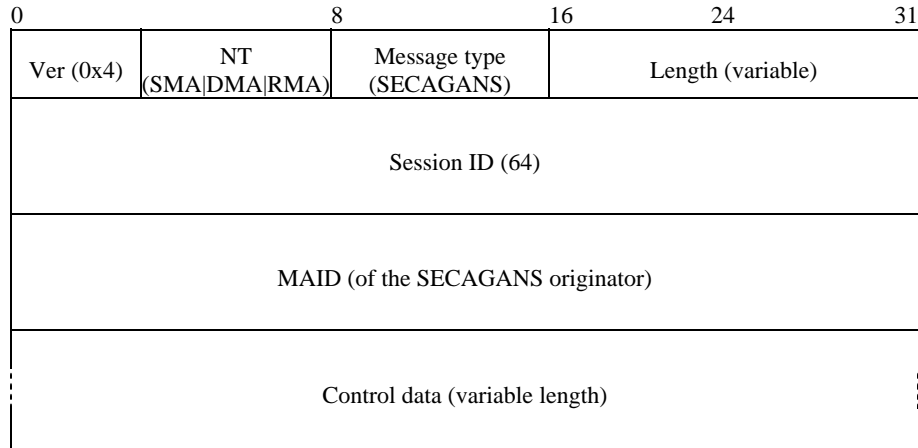 0 8 16 24 31
Ver (0x4) NT (SMA|DMA|RMA) Message type (SECAGANS) Length (variable)
Session ID (64)
MAID (of the SECAGANS originator)
Control data (variable length)